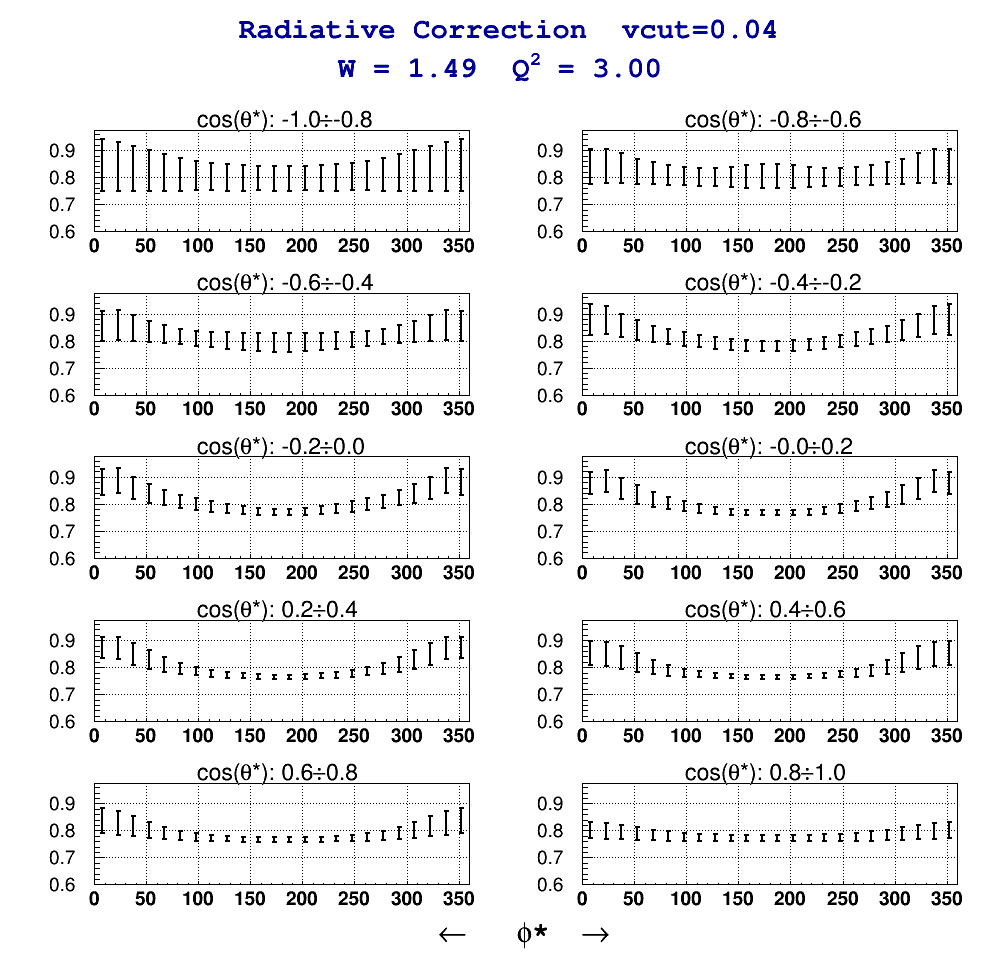 Radiative Correction vcut=0.04
W = 1.49 Q² = 3.00
cos(θ*): -1.0÷-0.8
0.9
0.8
0.7
0.6
0 50 100 150 200 250 300 350
cos(θ*): -0.8÷-0.6
0.9
0.8
0.7
0.6
0 50 100 150 200 250 300 350
cos(θ*): -0.6÷-0.4
0.9
0.8
0.7
0.6
0 50 100 150 200 250 300 350
cos(θ*): -0.4÷-0.2
0.9
0.8
0.7
0.6
0 50 100 150 200 250 300 350
cos(θ*): -0.2÷0.0
0.9
0.8
0.7
0.6
0 50 100 150 200 250 300 350
cos(θ*): -0.0÷0.2
0.9
0.8
0.7
0.6
0 50 100 150 200 250 300 350
cos(θ*): 0.2÷0.4
0.9
0.8
0.7
0.6
0 50 100 150 200 250 300 350
cos(θ*): 0.4÷0.6
0.9
0.8
0.7
0.6
0 50 100 150 200 250 300 350
cos(θ*): 0.6÷0.8
0.9
0.8
0.7
0.6
0 50 100 150 200 250 300 350
cos(θ*): 0.8÷1.0
0.9
0.8
0.7
0.6
0 50 100 150 200 250 300 350
← ϕ* →